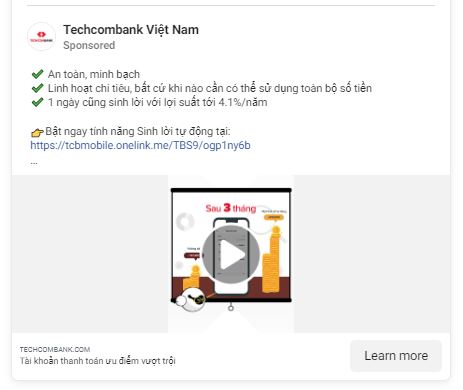 Techcombank Việt Nam
Sponsored
An toàn, minh bạch
Linh hoạt chi tiêu, bất cứ khi nào cần có thể sử dụng toàn bộ số tiền
1 ngày cũng sinh lời với lợi suất tới 4.1%/năm
Bật ngay tính năng Sinh lời tự động tại:
https://tcbmobile.onelink.me/TBS9/ogp1ny6b
...
Sau 3 tháng
TECHCOMBANK.COM
Tài khoản thanh toán ưu điểm vượt trội
Learn more